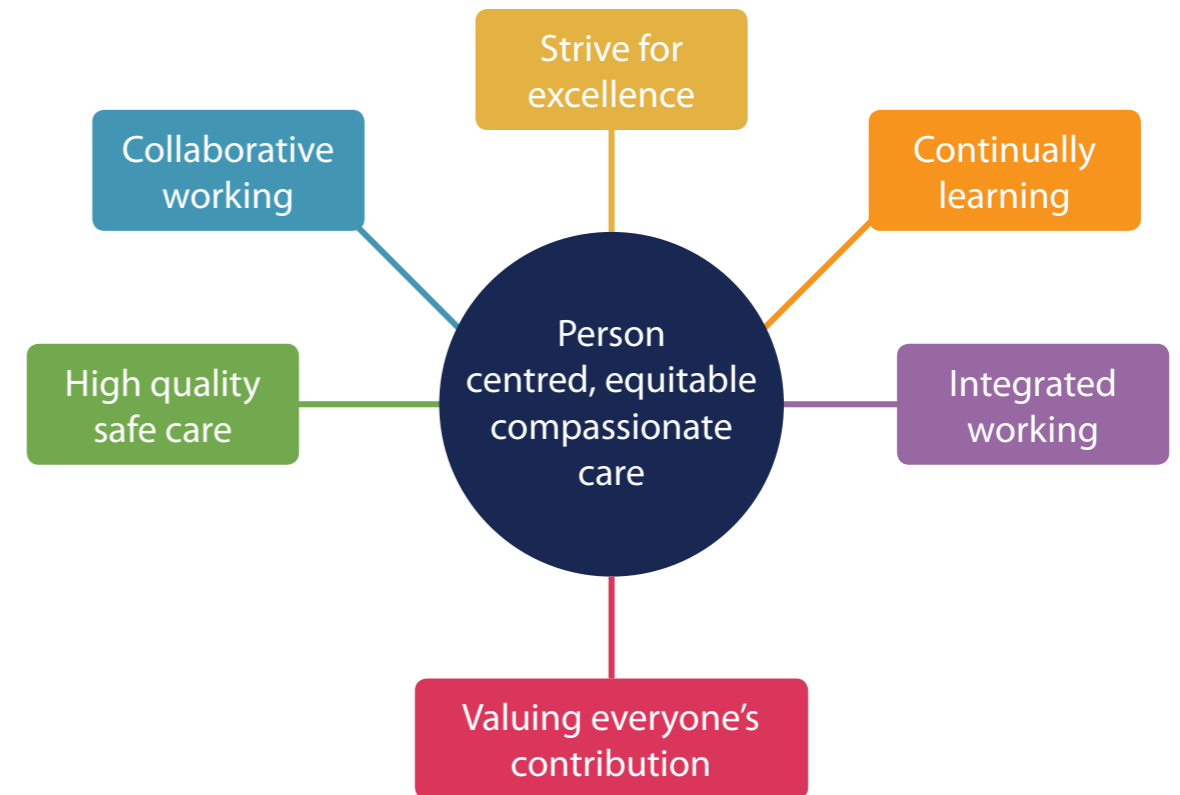 Strive for
excellence
Collaborative
working
Continually
learning
Person
centred, equitable
compassionate
care
High quality
safe care
Integrated
working
Valuing everyone’s
contribution